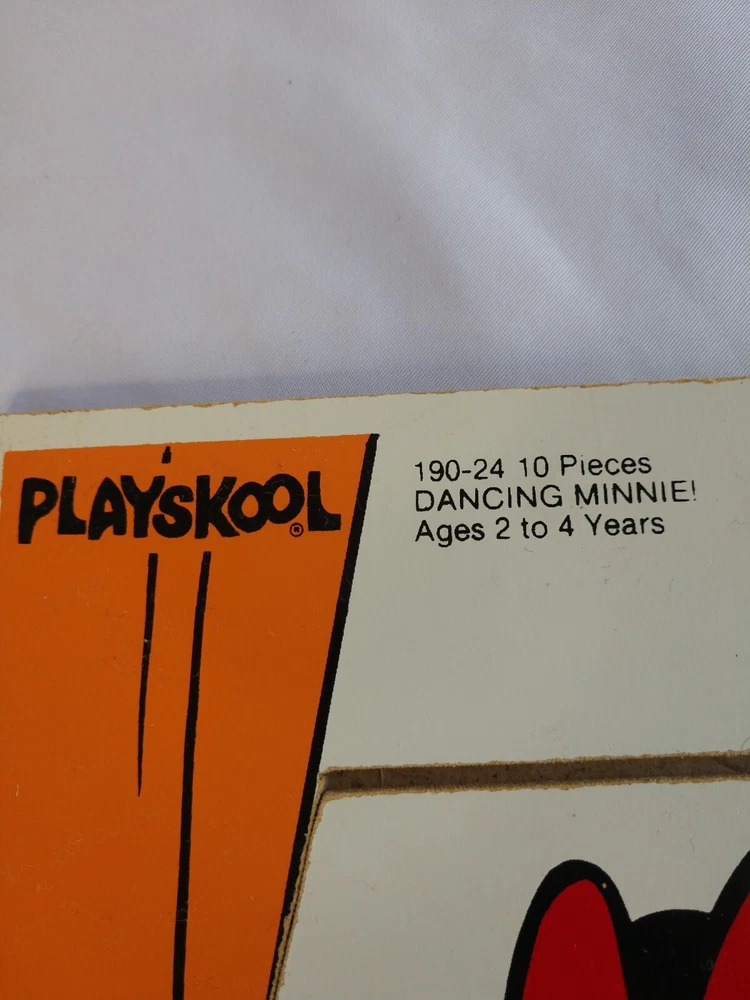 PLAYSKOOL®
190-24 10 Pieces
DANCING MINNIE!
Ages 2 to 4 Years